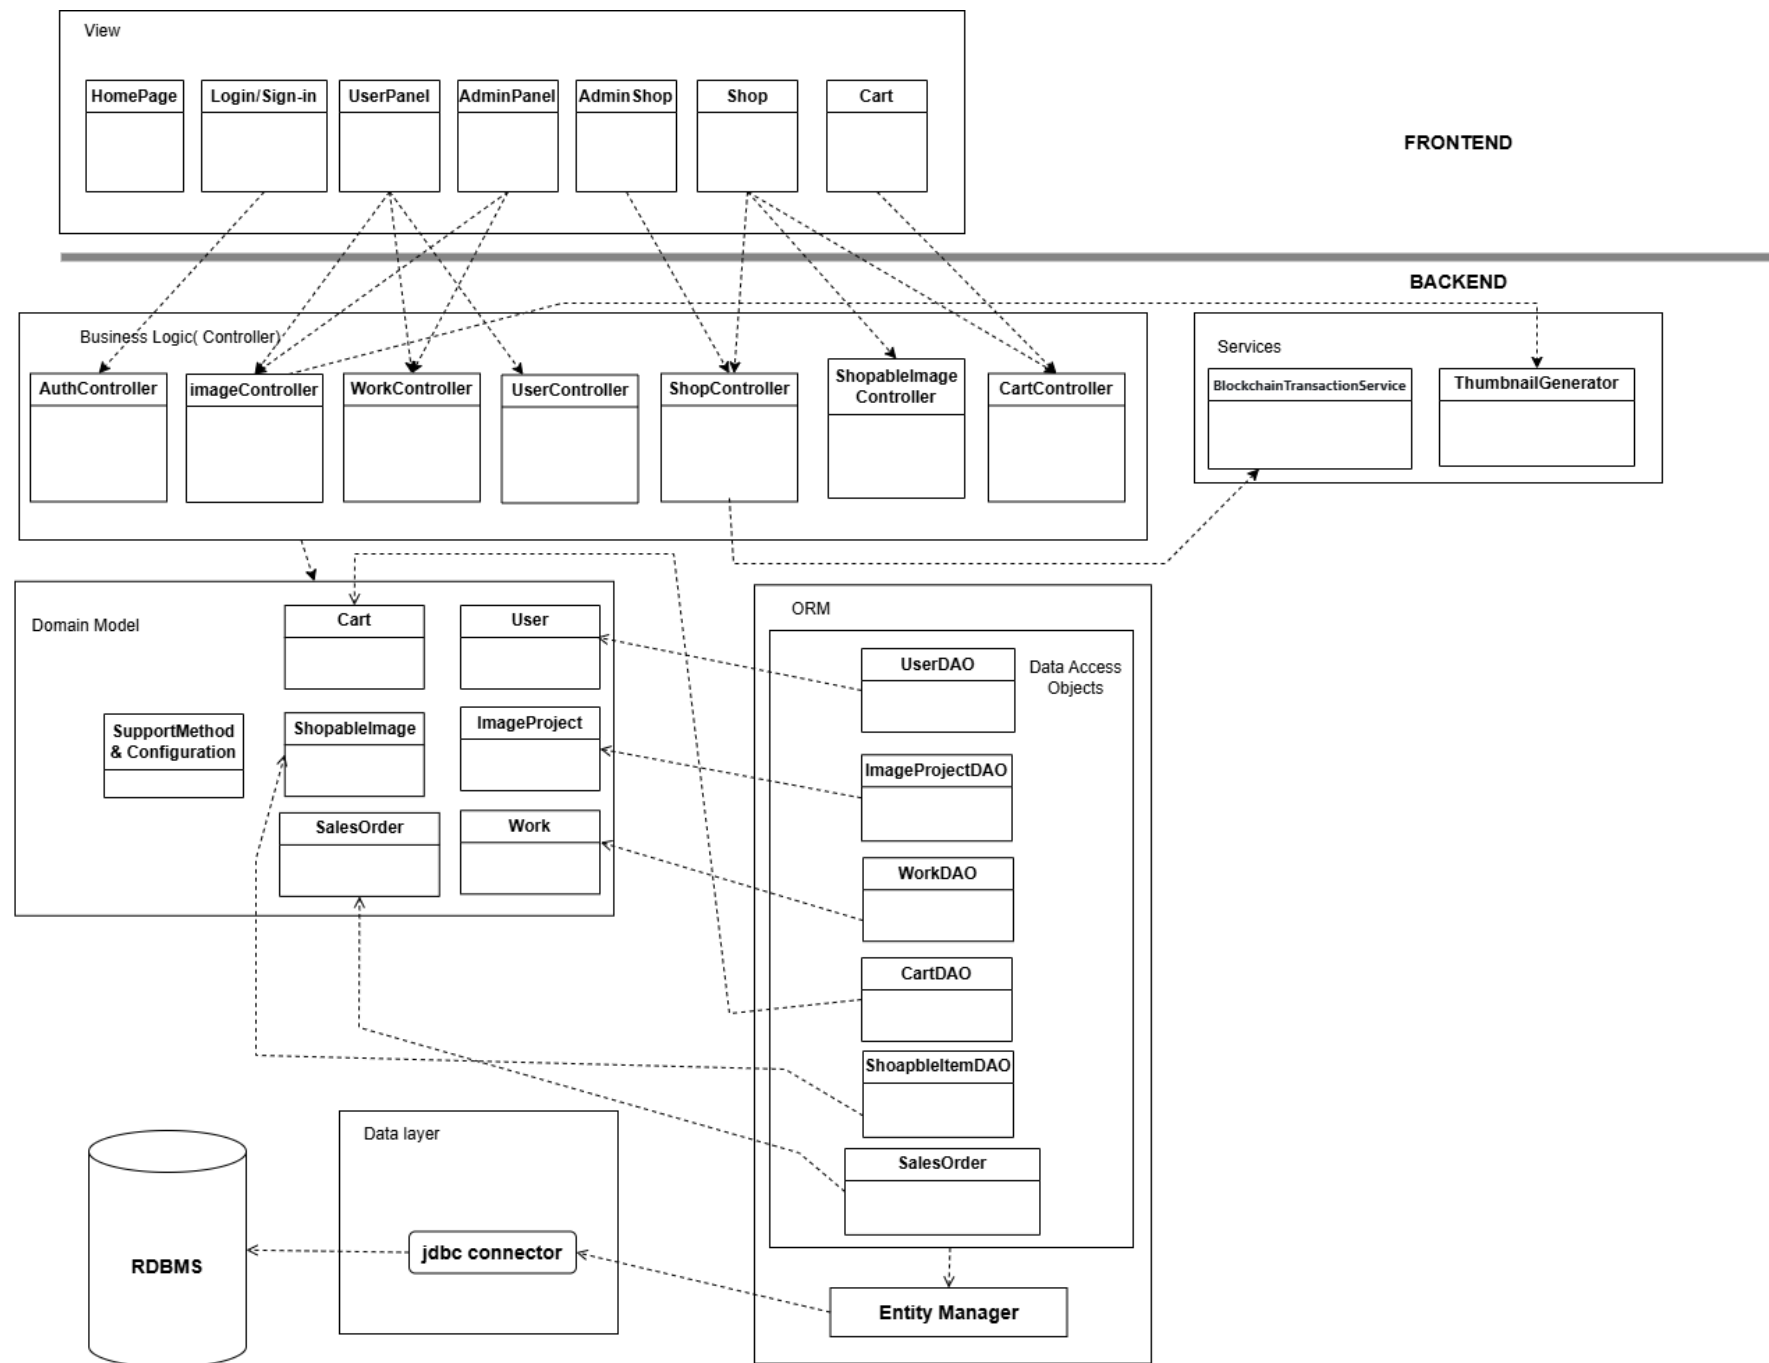 View
HomePage
Login/Sign-in
UserPanel
AdminPanel
AdminShop
Shop
Cart
FRONTEND
BACKEND
Business Logic( Controller)
AuthController
imageController
WorkController
UserController
ShopController
ShopableImage
Controller
CartController
Services
BlockchainTransactionService
ThumbnailGenerator
Domain Model
Cart
User
SupportMethod
& Configuration
ShopableImage
ImageProject
SalesOrder
Work
ORM
Data Access
Objects
UserDAO
ImageProjectDAO
WorkDAO
CartDAO
ShoapbleItemDAO
SalesOrder
Entity Manager
Data layer
jdbc connector
RDBMS